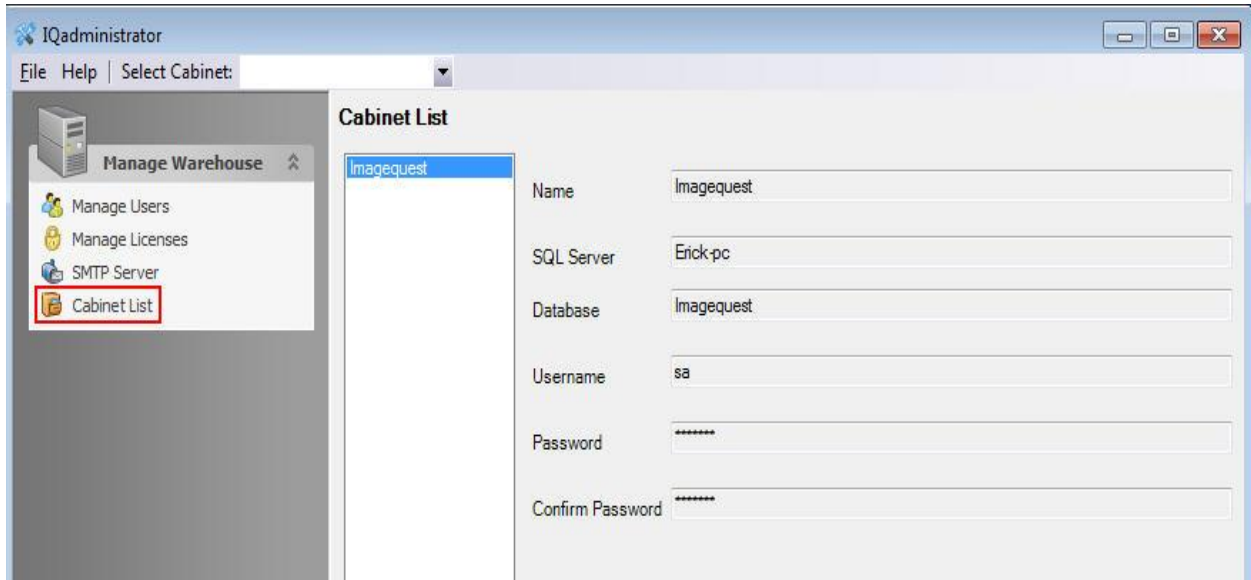 IQadministrator
File Help Select Cabinet:
Manage Warehouse
Manage Users
Manage Licenses
SMTP Server
Cabinet List
Cabinet List
Imagequest
Name Imagequest
SQL Server Erick-pc
Database Imagequest
Username sa
Password *******
Confirm Password *******